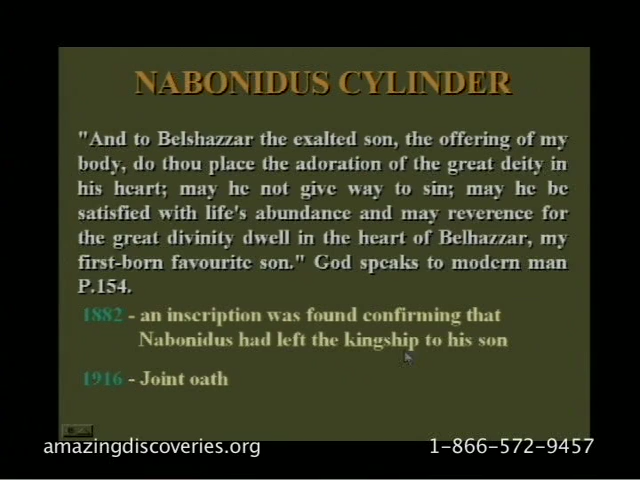 NABONIDUS CYLINDER
"And to Belshazzar the exalted son, the offering of my
body, do thou place the adoration of the great deity in
his heart; may he not give way to sin; may he be
satisfied with life's abundance and may reverence for
the great divinity dwell in the heart of Belhazzar, my
first-born favourite son." God speaks to modern man
P.154.
1882 - an inscription was found confirming that
Nabonidus had left the kingship to his son
1916 - Joint oath
amazingdiscoveries.org 1-866-572-9457